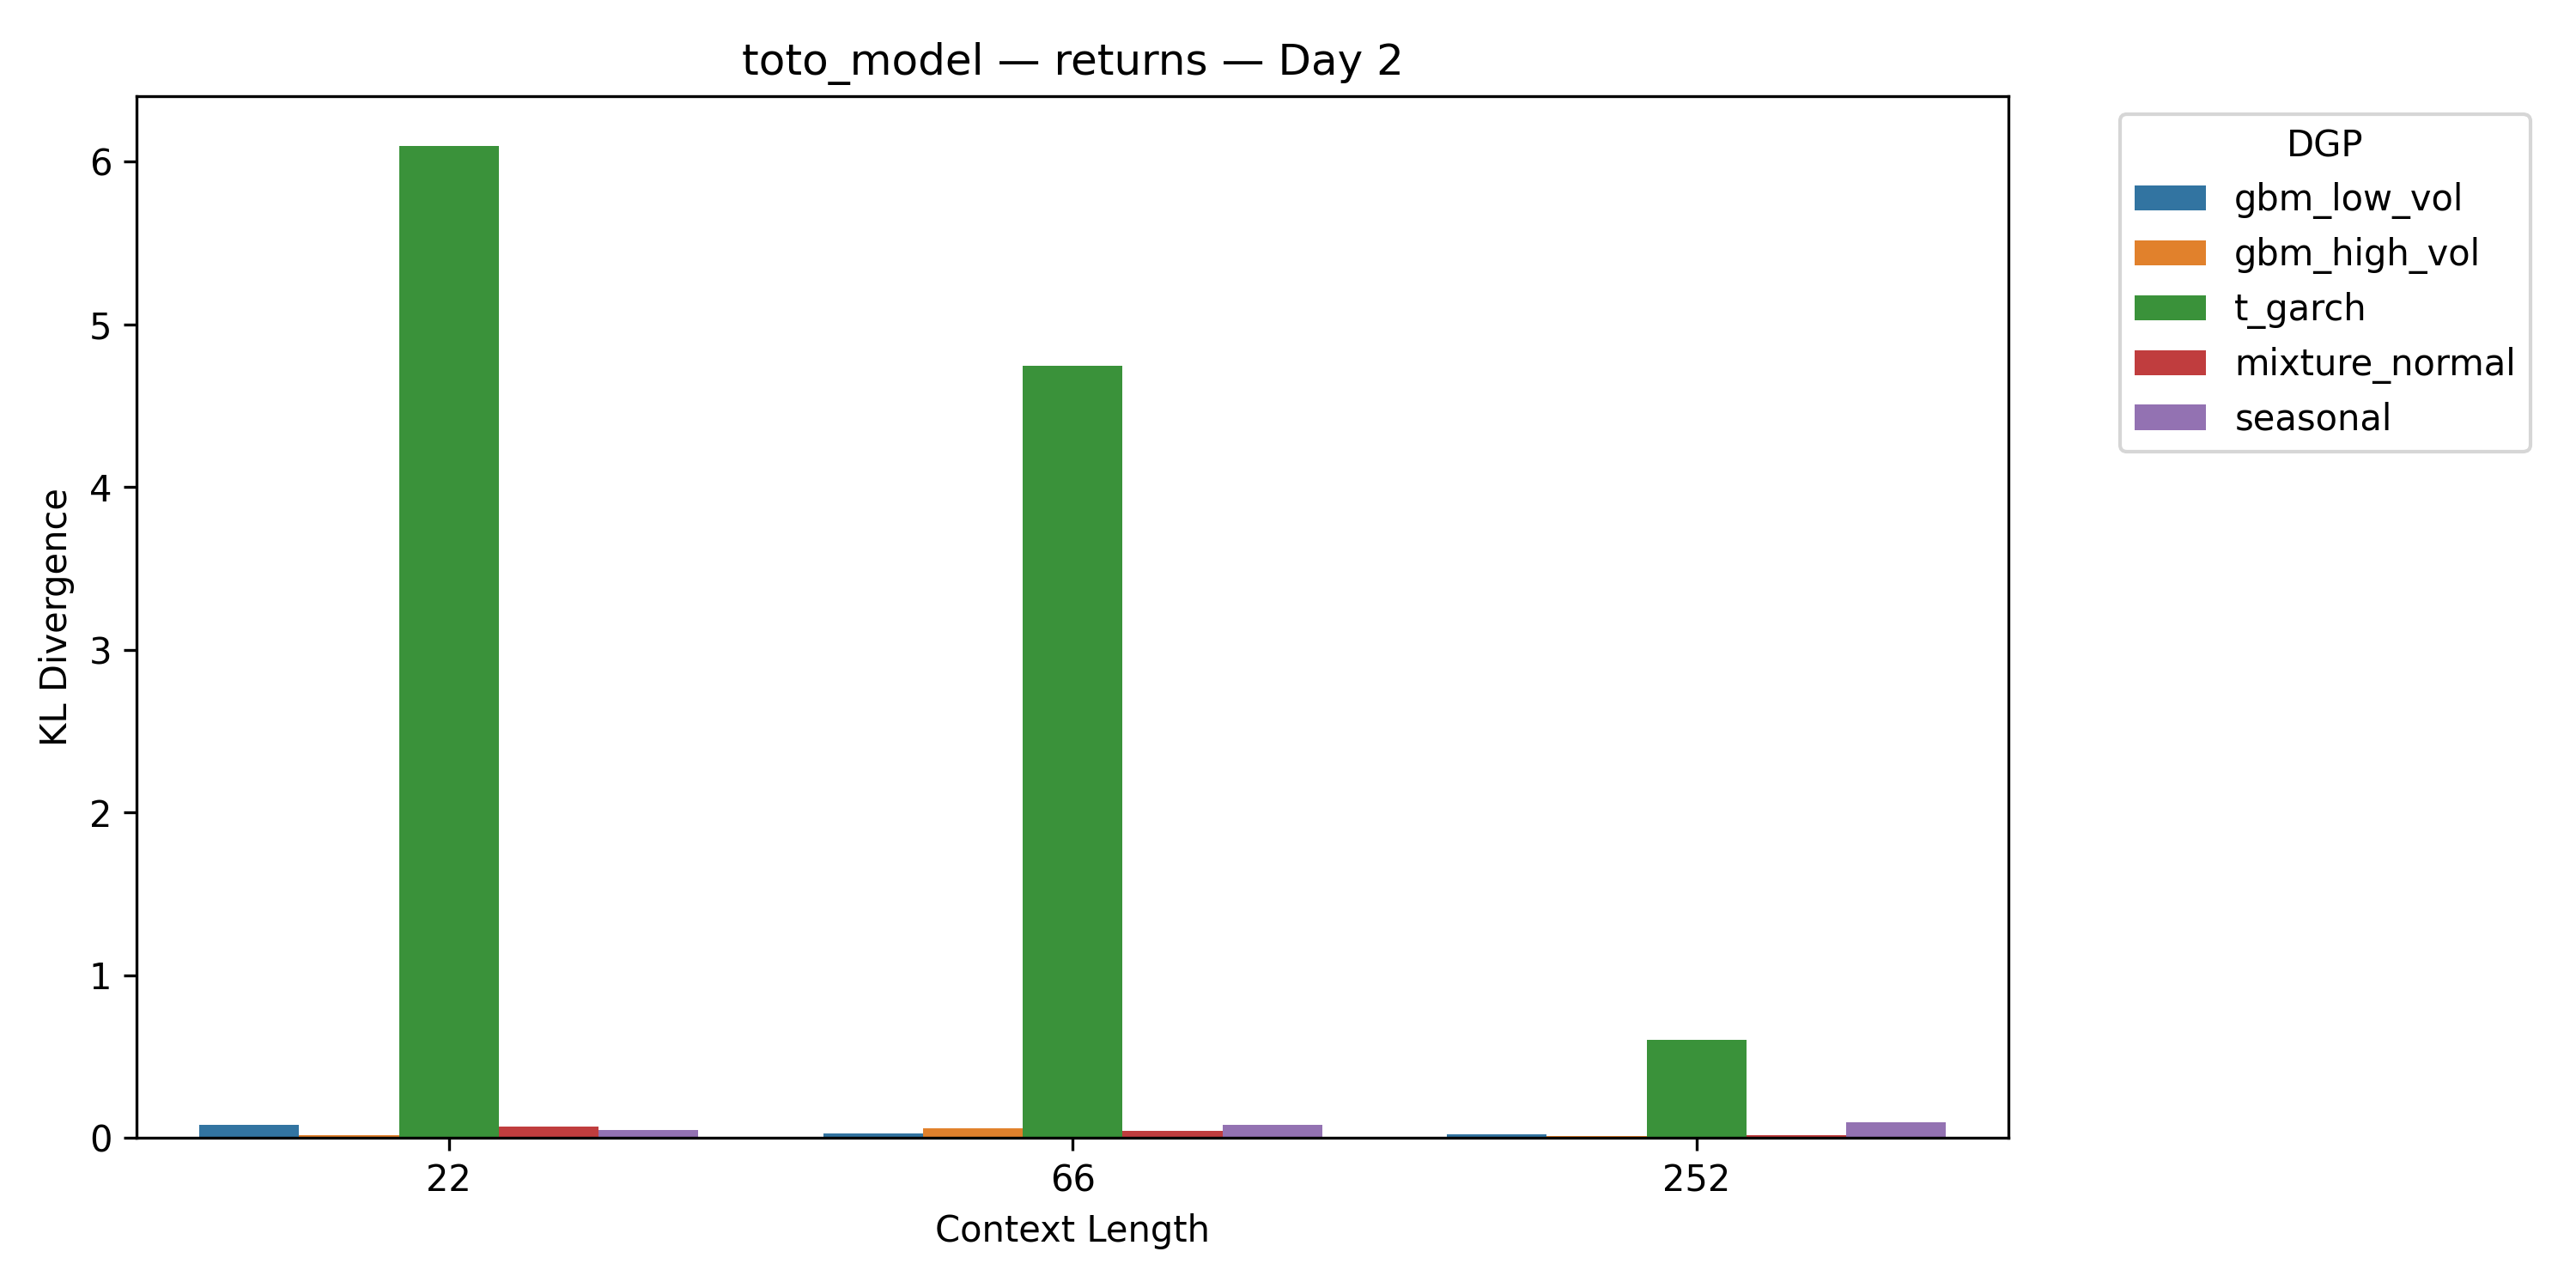 toto_model — returns — Day 2
KL Divergence
6
5
4
3
2
1
0
22
66
252
Context Length
DGP
gbm_low_vol
gbm_high_vol
t_garch
mixture_normal
seasonal